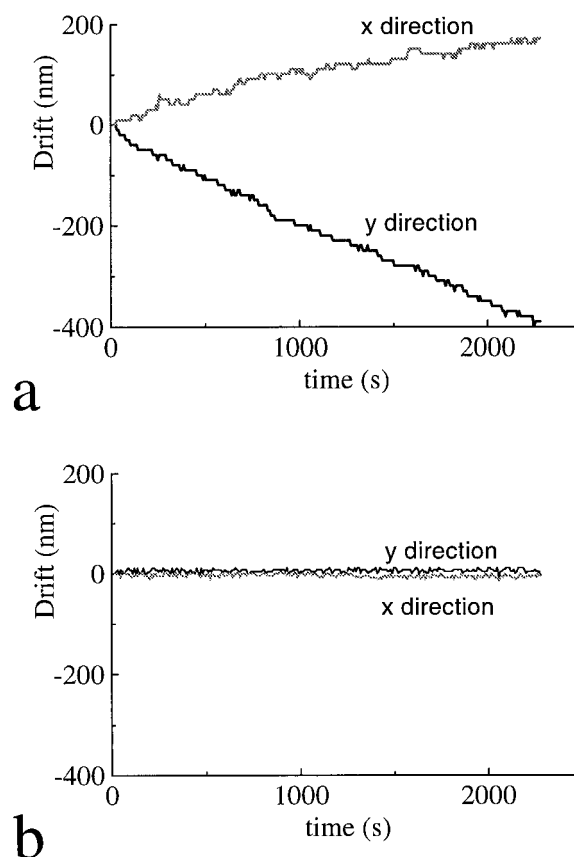 200
x direction
0
Drift (nm)
-200
y direction
-400
0
1000
2000
time (s)
a
200
y direction
0
Drift (nm)
x direction
-200
-400
0
1000
2000
time (s)
b